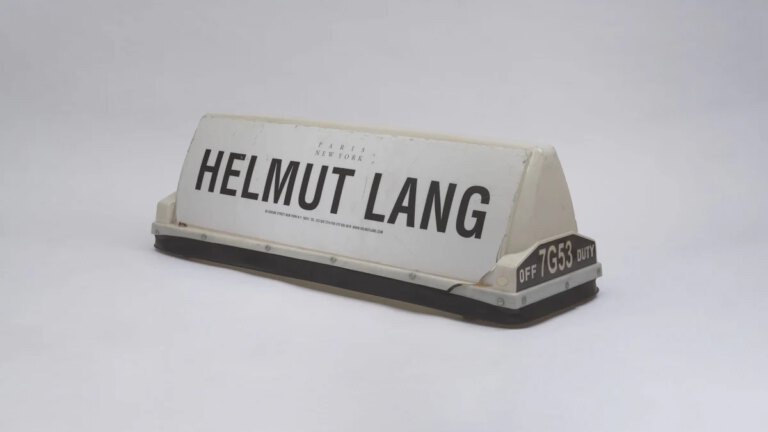 PARIS
NEW YORK
HELMUT LANG
OFF 7G53 DUTY